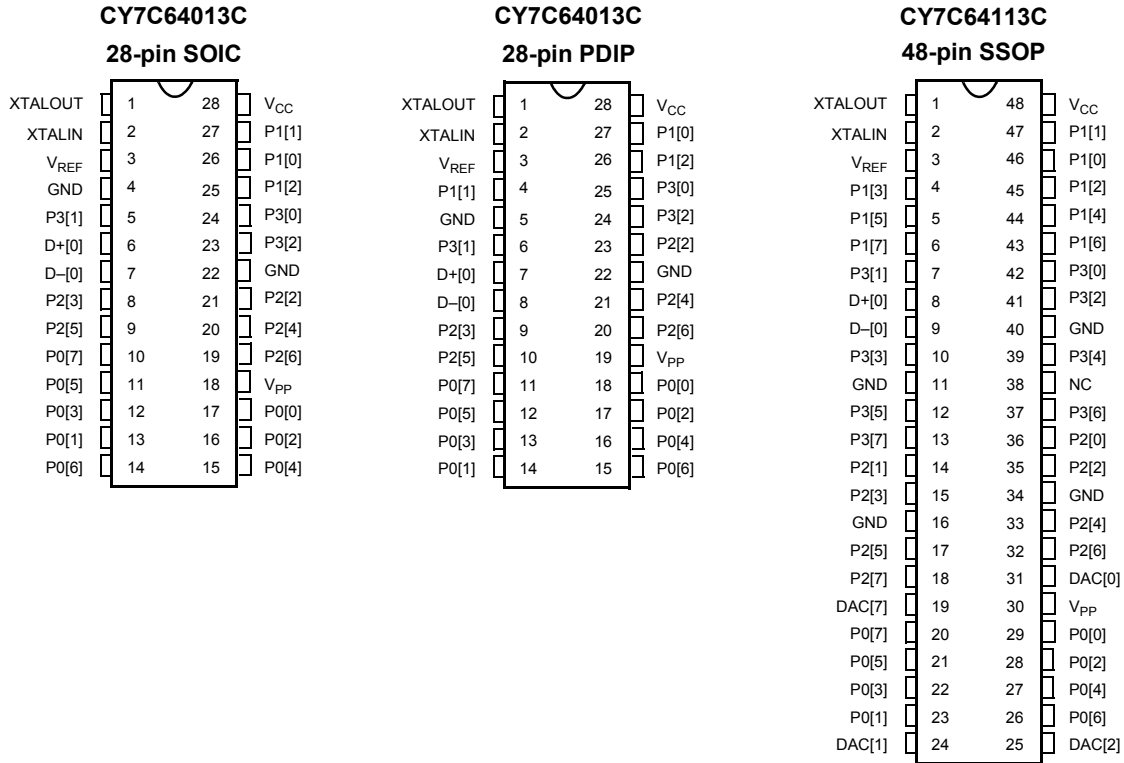 CY7C64013C
28-pin SOIC
XTALOUT 1 28 VCC
XTALIN 2 27 P1[1]
VREF 3 26 P1[0]
GND 4 25 P1[2]
P3[1] 5 24 P3[0]
D+[0] 6 23 P3[2]
D–[0] 7 22 GND
P2[3] 8 21 P2[2]
P2[5] 9 20 P2[4]
P0[7] 10 19 P2[6]
P0[5] 11 18 VPP
P0[3] 12 17 P0[0]
P0[1] 13 16 P0[2]
P0[6] 14 15 P0[4]
CY7C64013C
28-pin PDIP
XTALOUT 1 28 VCC
XTALIN 2 27 P1[0]
VREF 3 26 P1[2]
P1[1] 4 25 P3[0]
GND 5 24 P3[2]
P3[1] 6 23 P2[2]
D+[0] 7 22 GND
D–[0] 8 21 P2[4]
P2[3] 9 20 P2[6]
P2[5] 10 19 VPP
P0[7] 11 18 P0[0]
P0[5] 12 17 P0[2]
P0[3] 13 16 P0[4]
P0[1] 14 15 P0[6]
CY7C64113C
48-pin SSOP
XTALOUT 1 48 VCC
XTALIN 2 47 P1[1]
VREF 3 46 P1[0]
P1[3] 4 45 P1[2]
P1[5] 5 44 P1[4]
P1[7] 6 43 P1[6]
P3[1] 7 42 P3[0]
D+[0] 8 41 P3[2]
D–[0] 9 40 GND
P3[3] 10 39 P3[4]
GND 11 38 NC
P3[5] 12 37 P3[6]
P3[7] 13 36 P2[0]
P2[1] 14 35 P2[2]
P2[3] 15 34 GND
GND 16 33 P2[4]
P2[5] 17 32 P2[6]
P2[7] 18 31 DAC[0]
DAC[7] 19 30 VPP
P0[7] 20 29 P0[0]
P0[5] 21 28 P0[2]
P0[3] 22 27 P0[4]
P0[1] 23 26 P0[6]
DAC[1] 24 25 DAC[2]